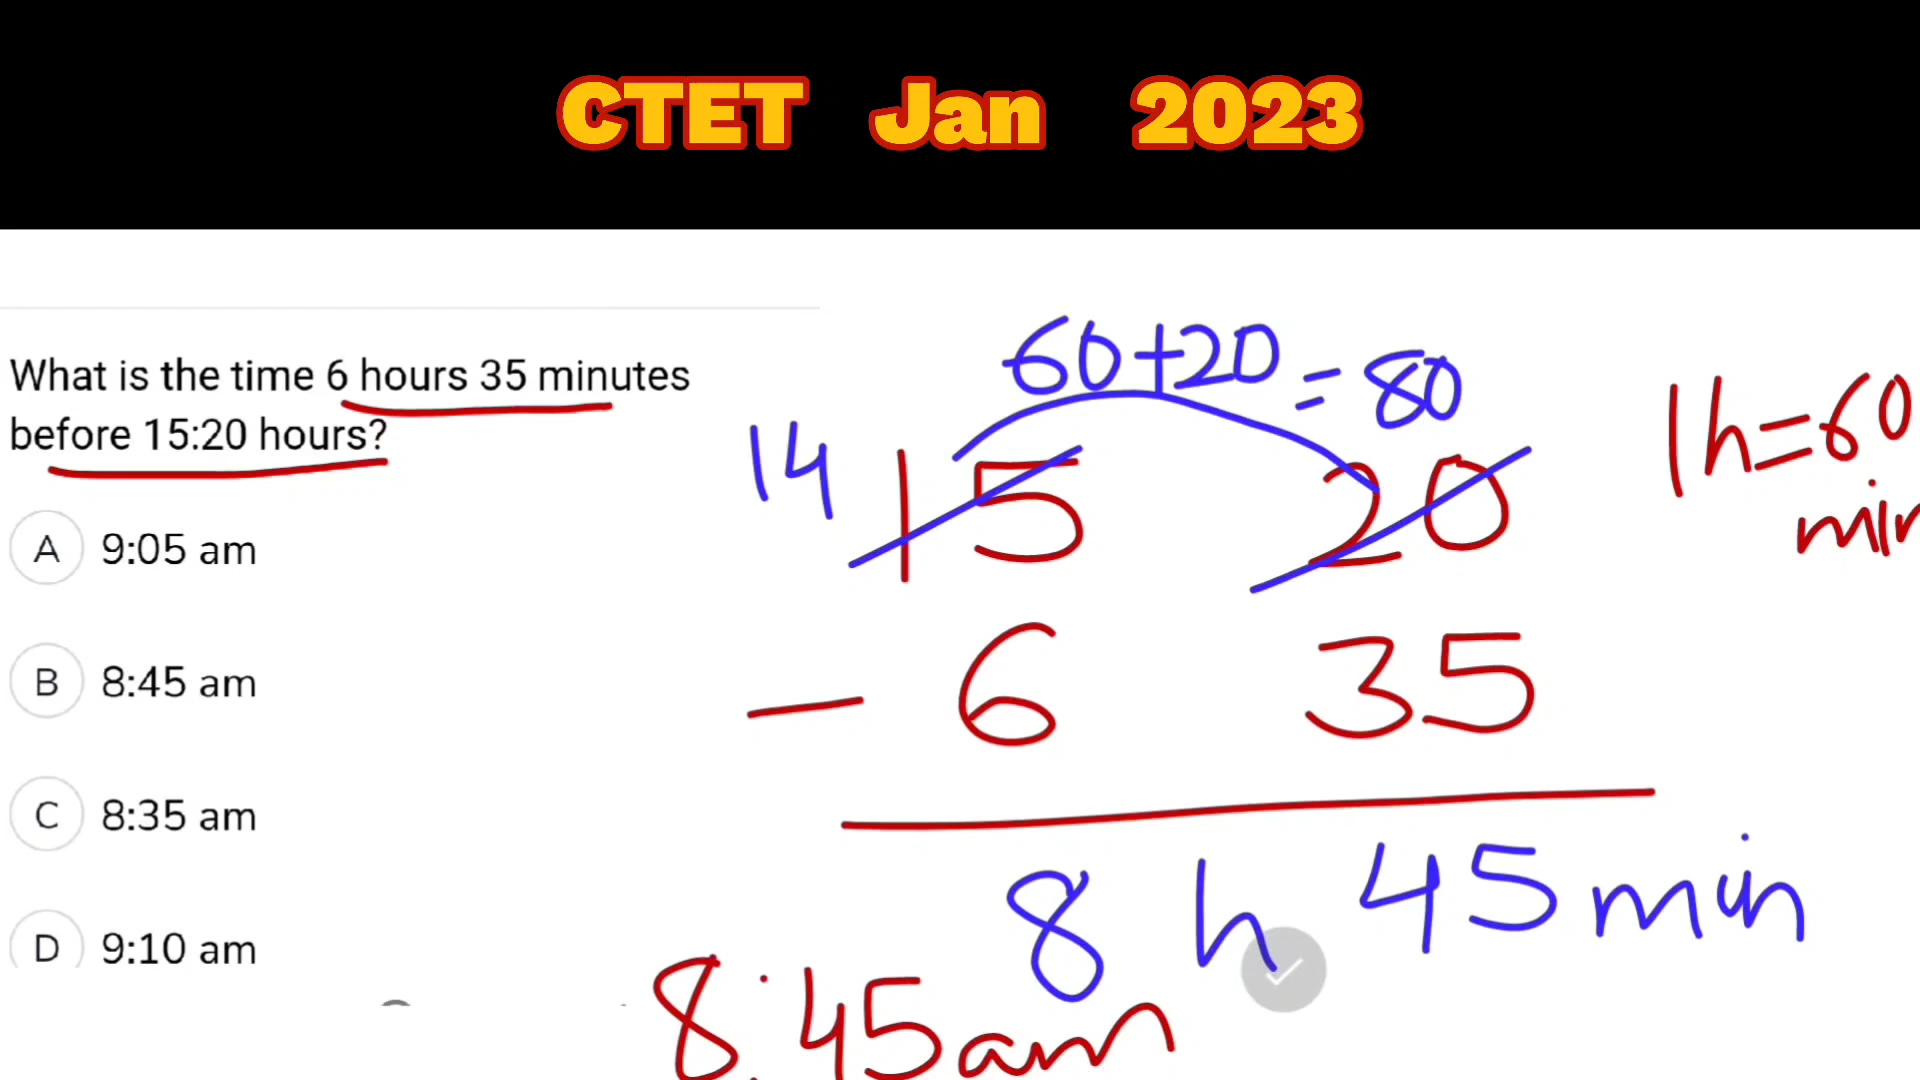 CTET Jan 2023
What is the time 6 hours 35 minutes
before 15:20 hours?
A 9:05 am
B 8:45 am
C 8:35 am
D 9:10 am
60+20 = 80
14 15 20
- 6 35
8 h 45 min
8:45am
1h=60
min